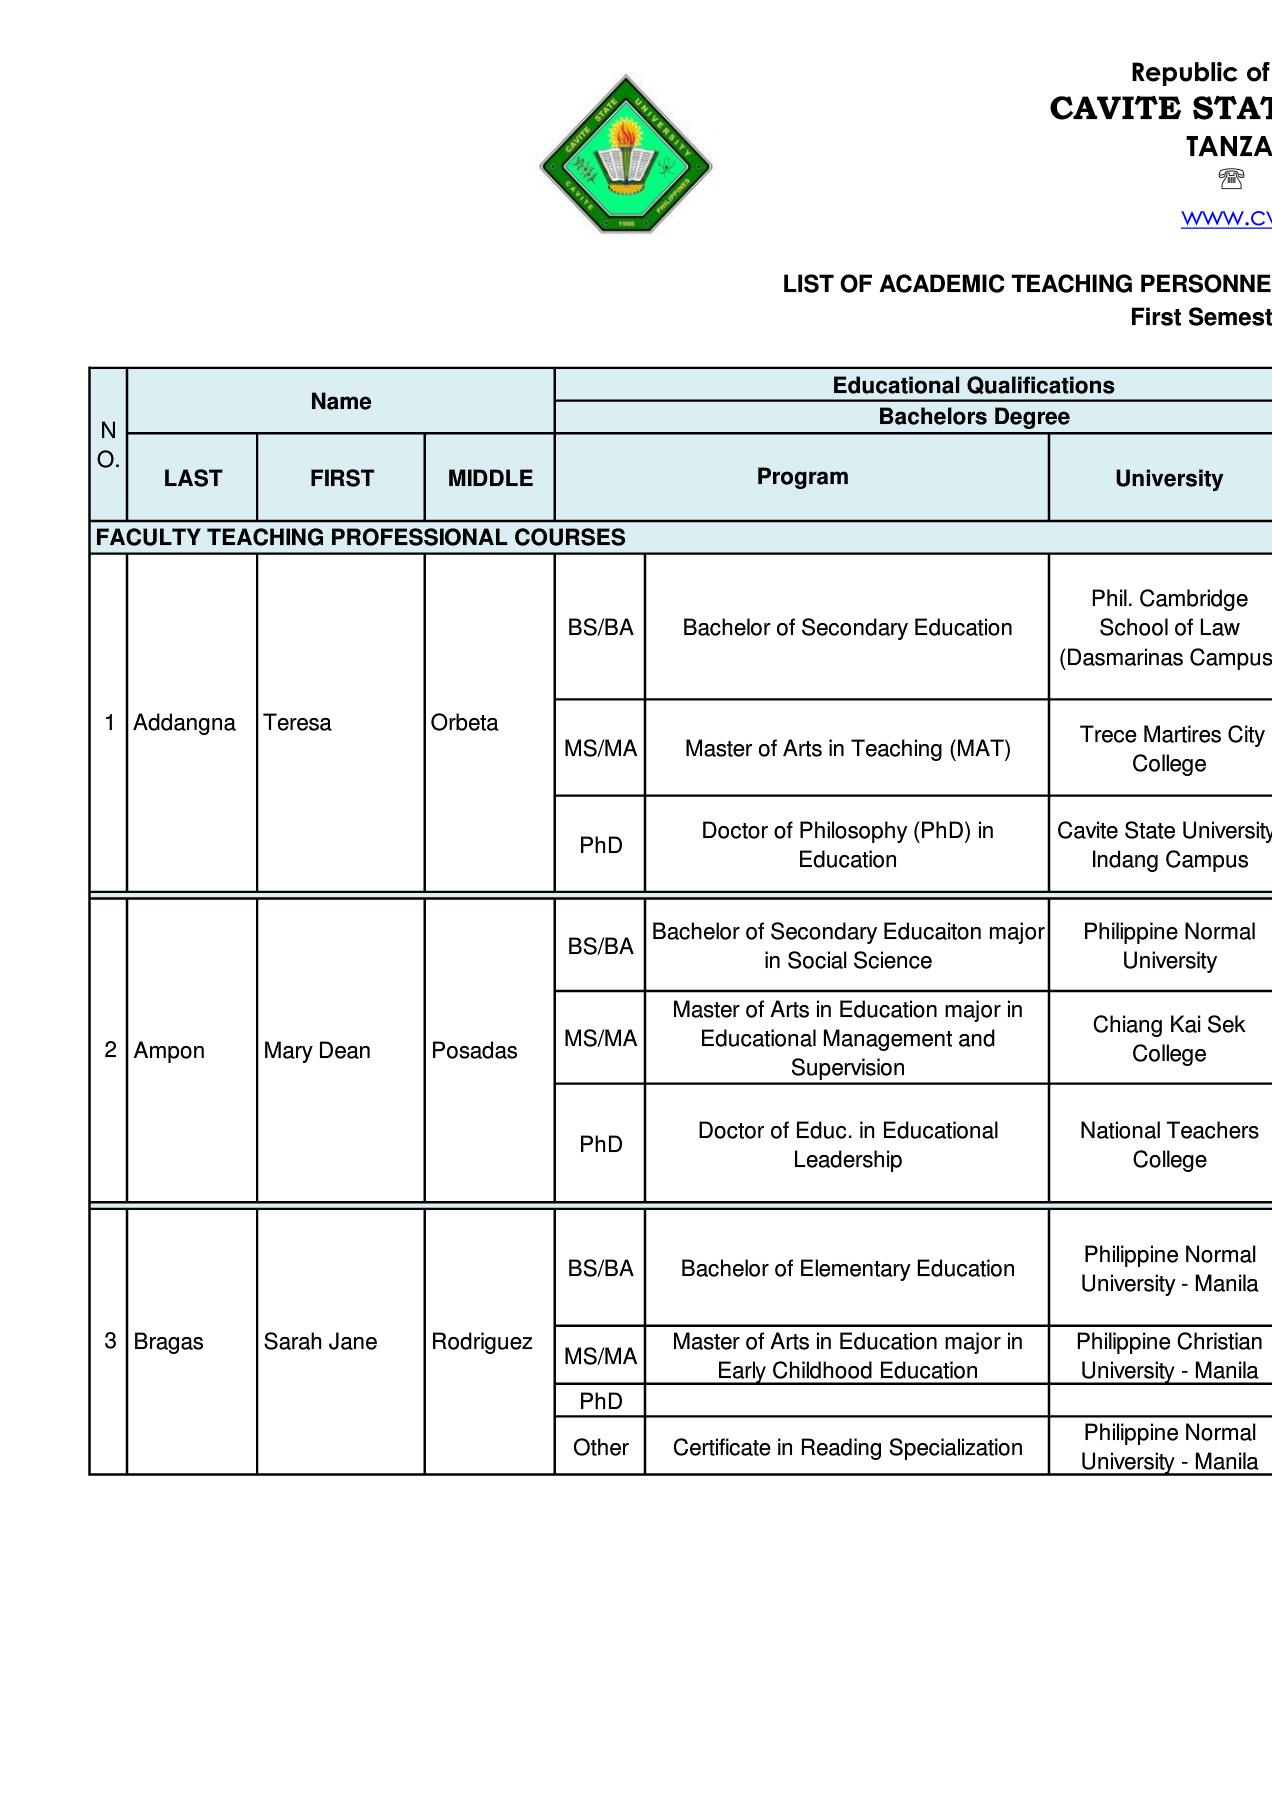 CAVITE STATE UNIVERSITY
CAVITE PHILIPPINES
1906
Republic of
CAVITE STAT
TANZA
www.cv
LIST OF ACADEMIC TEACHING PERSONNE
First Semest
N
O.
Name
Educational Qualifications
Bachelors Degree
LAST FIRST MIDDLE Program University
FACULTY TEACHING PROFESSIONAL COURSES
1 Addangna Teresa Orbeta
BS/BA Bachelor of Secondary Education
Phil. Cambridge
School of Law
(Dasmarinas Campus
MS/MA Master of Arts in Teaching (MAT)
Trece Martires City
College
PhD
Doctor of Philosophy (PhD) in
Education
Cavite State University
Indang Campus
2 Ampon Mary Dean Posadas
BS/BA
Bachelor of Secondary Educaiton major
in Social Science
Philippine Normal
University
MS/MA
Master of Arts in Education major in
Educational Management and
Supervision
Chiang Kai Sek
College
PhD
Doctor of Educ. in Educational
Leadership
National Teachers
College
3 Bragas Sarah Jane Rodriguez
BS/BA Bachelor of Elementary Education
Philippine Normal
University - Manila
MS/MA
Master of Arts in Education major in
Early Childhood Education
Philippine Christian
University - Manila
PhD
Other Certificate in Reading Specialization
Philippine Normal
University - Manila